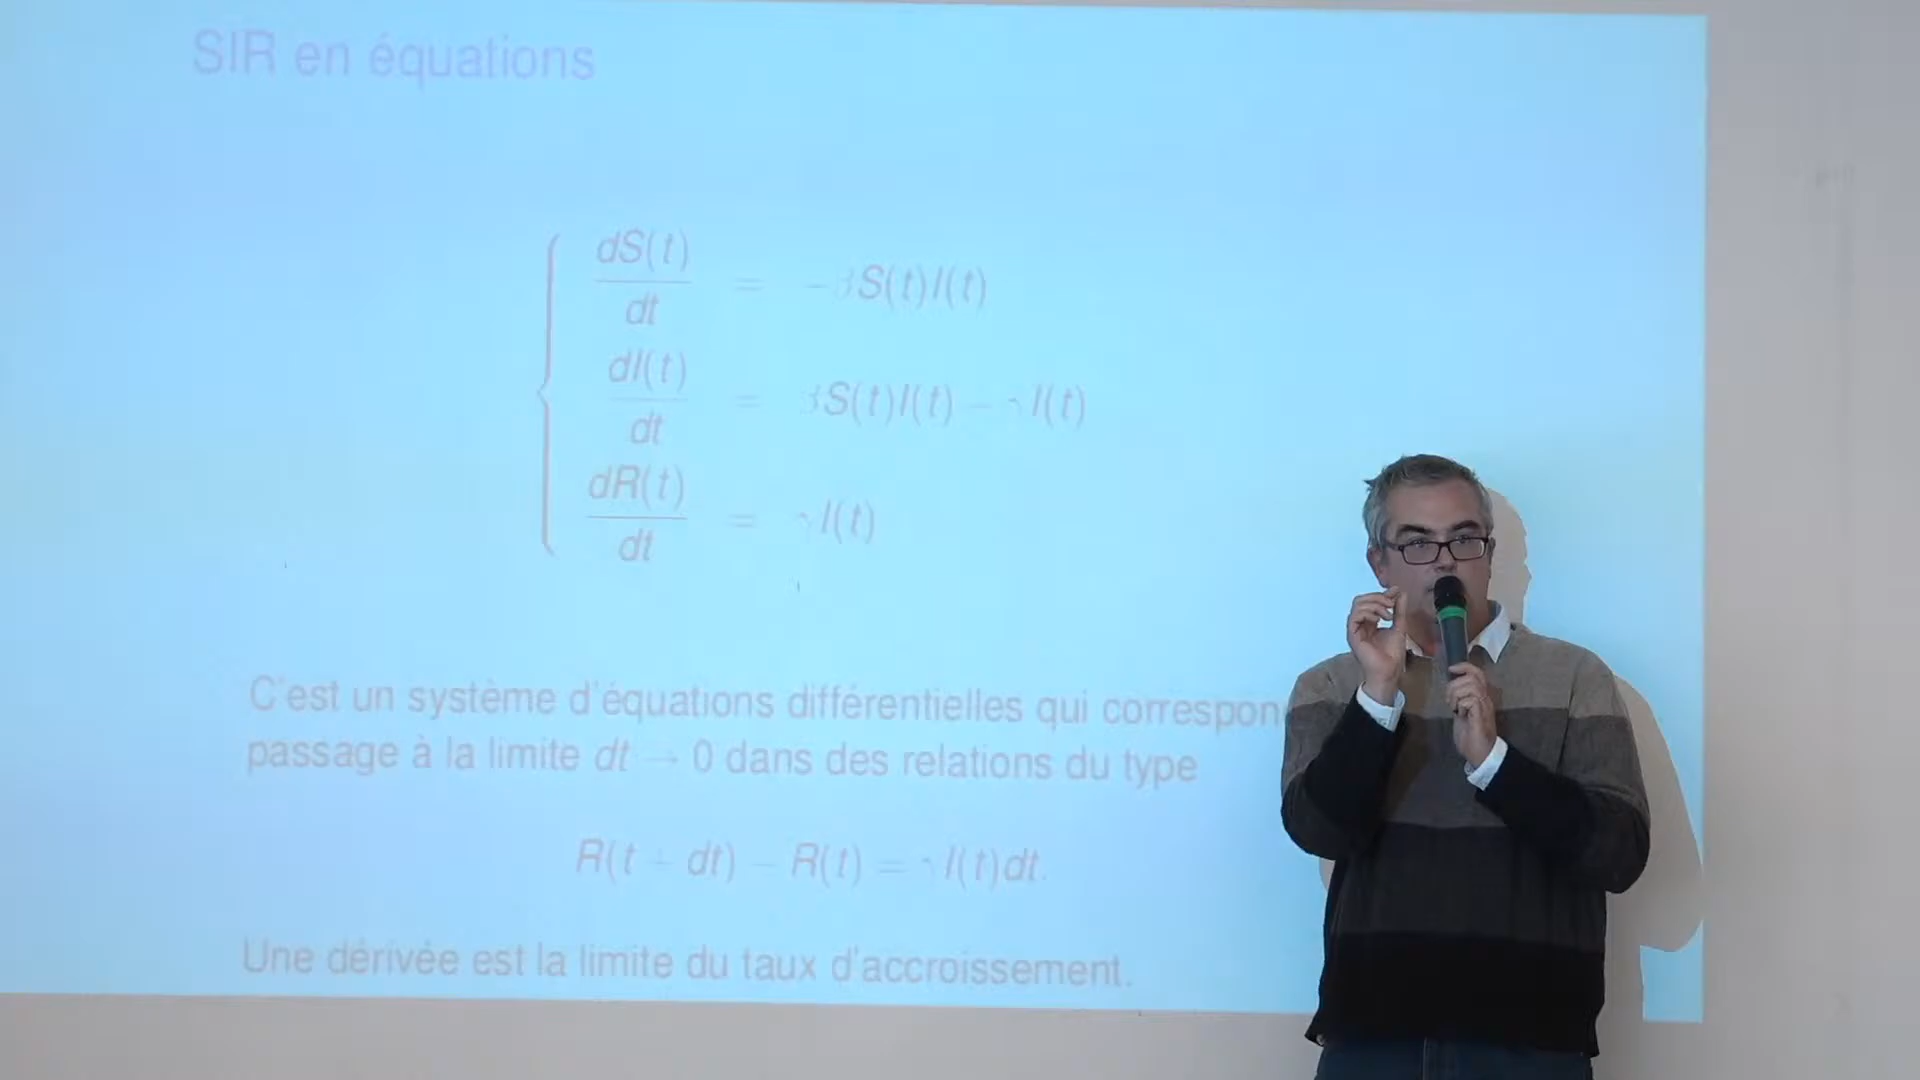 SIR en équations
dS(t)/dt = −βS(t)I(t)
dI(t)/dt = βS(t)I(t) − γI(t)
dR(t)/dt = γI(t)
C'est un système d'équations différentielles qui
passage à la limite dt → 0 dans des relations du type
R(t + dt) − R(t) = γI(t)dt.
Une dérivée est la limite du taux d'accroissement.